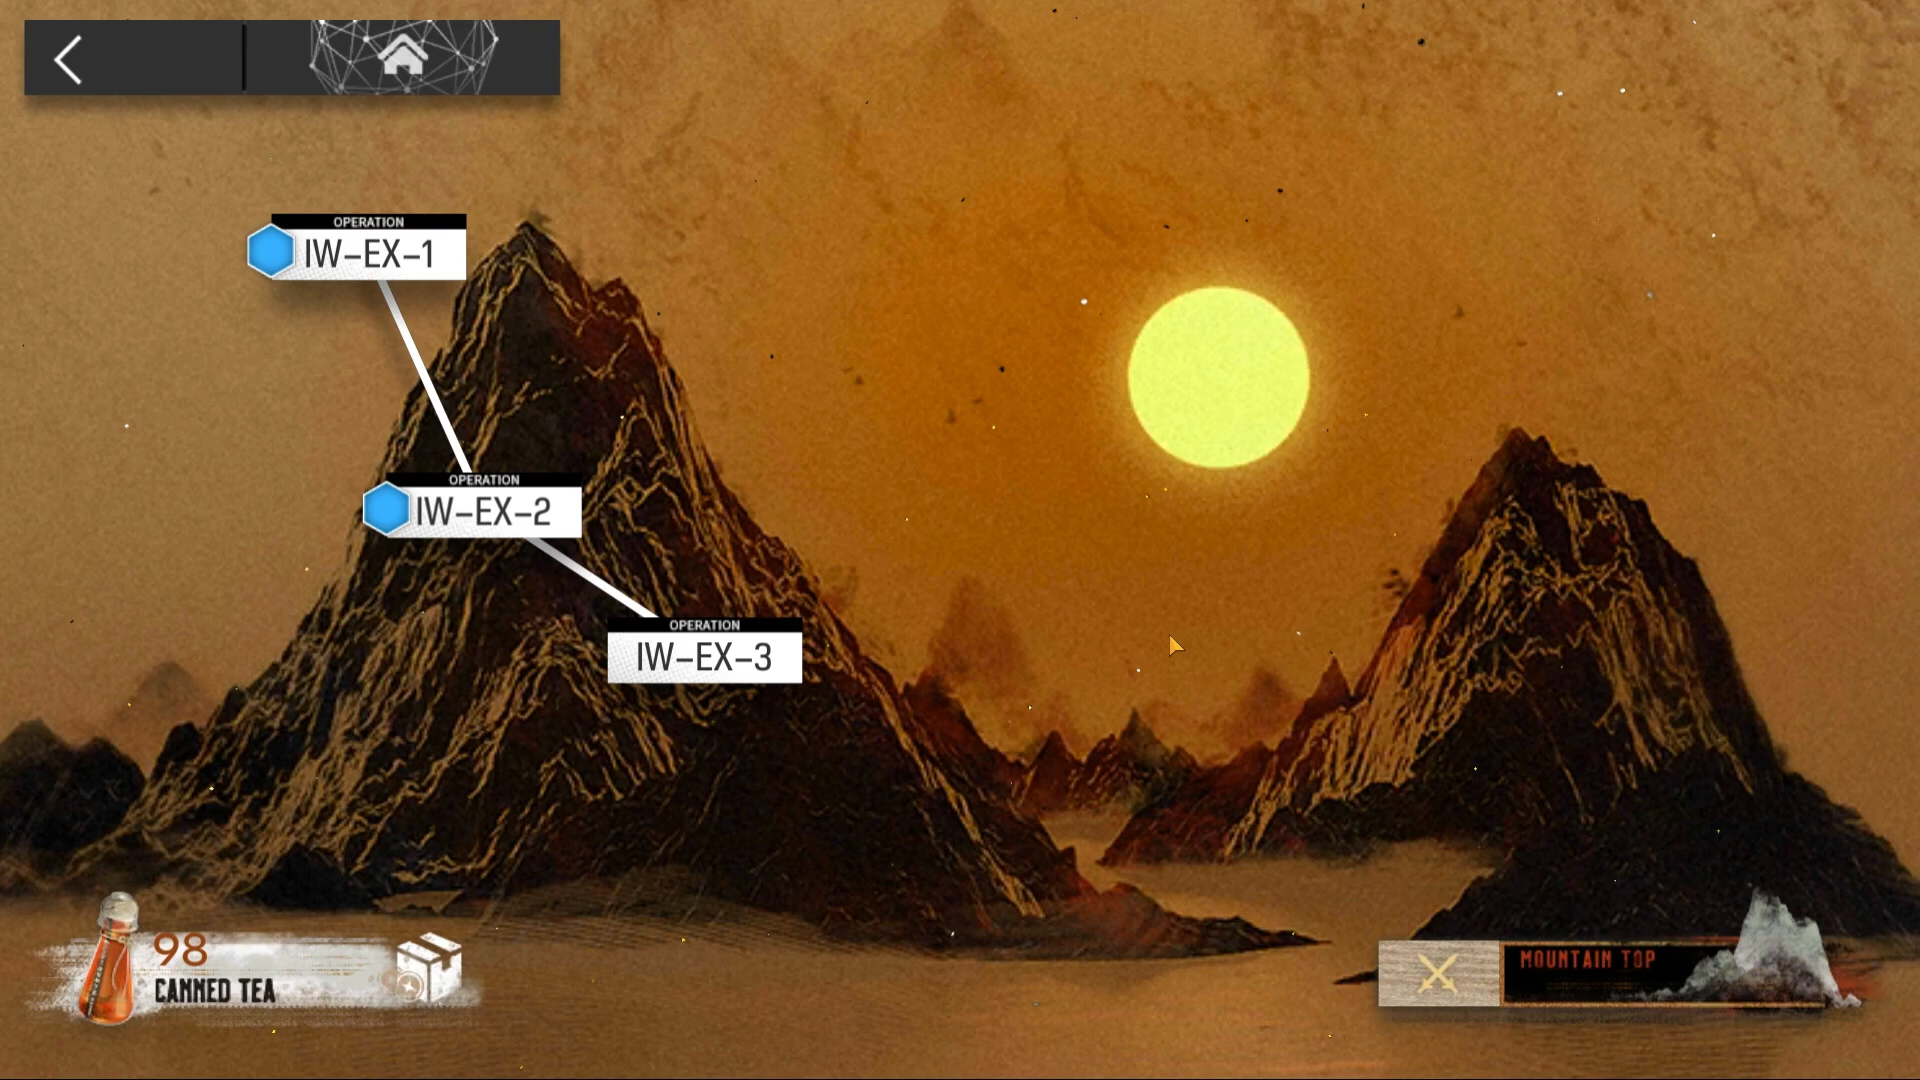 OPERATION
IW-EX-1
OPERATION
IW-EX-2
OPERATION
IW-EX-3
98
CANNED TEA
MOUNTAIN TOP